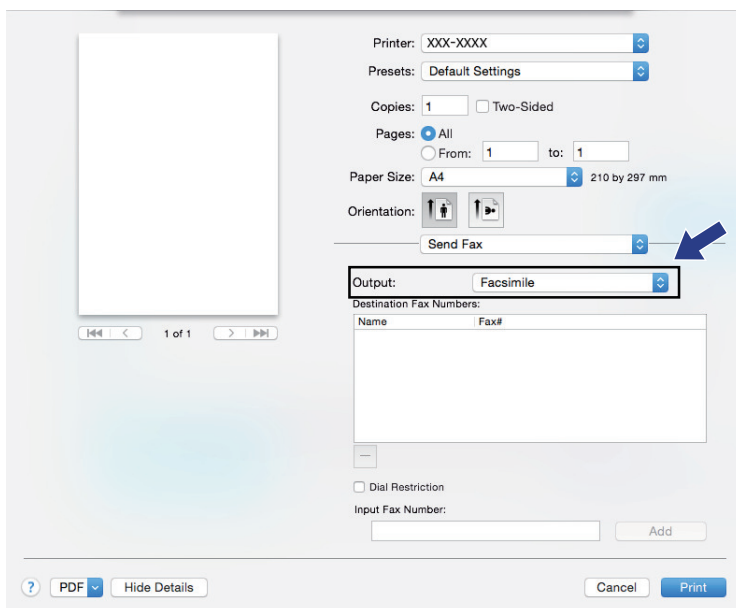 Printer: XXX-XXXX
Presets: Default Settings
Copies: 1 Two-Sided
Pages: All
From: 1 to: 1
Paper Size: A4 210 by 297 mm
Orientation:
Send Fax
Output: Facsimile
Destination Fax Numbers:
Name Fax#
1 of 1
Dial Restriction
Input Fax Number:
Add
? PDF Hide Details Cancel Print